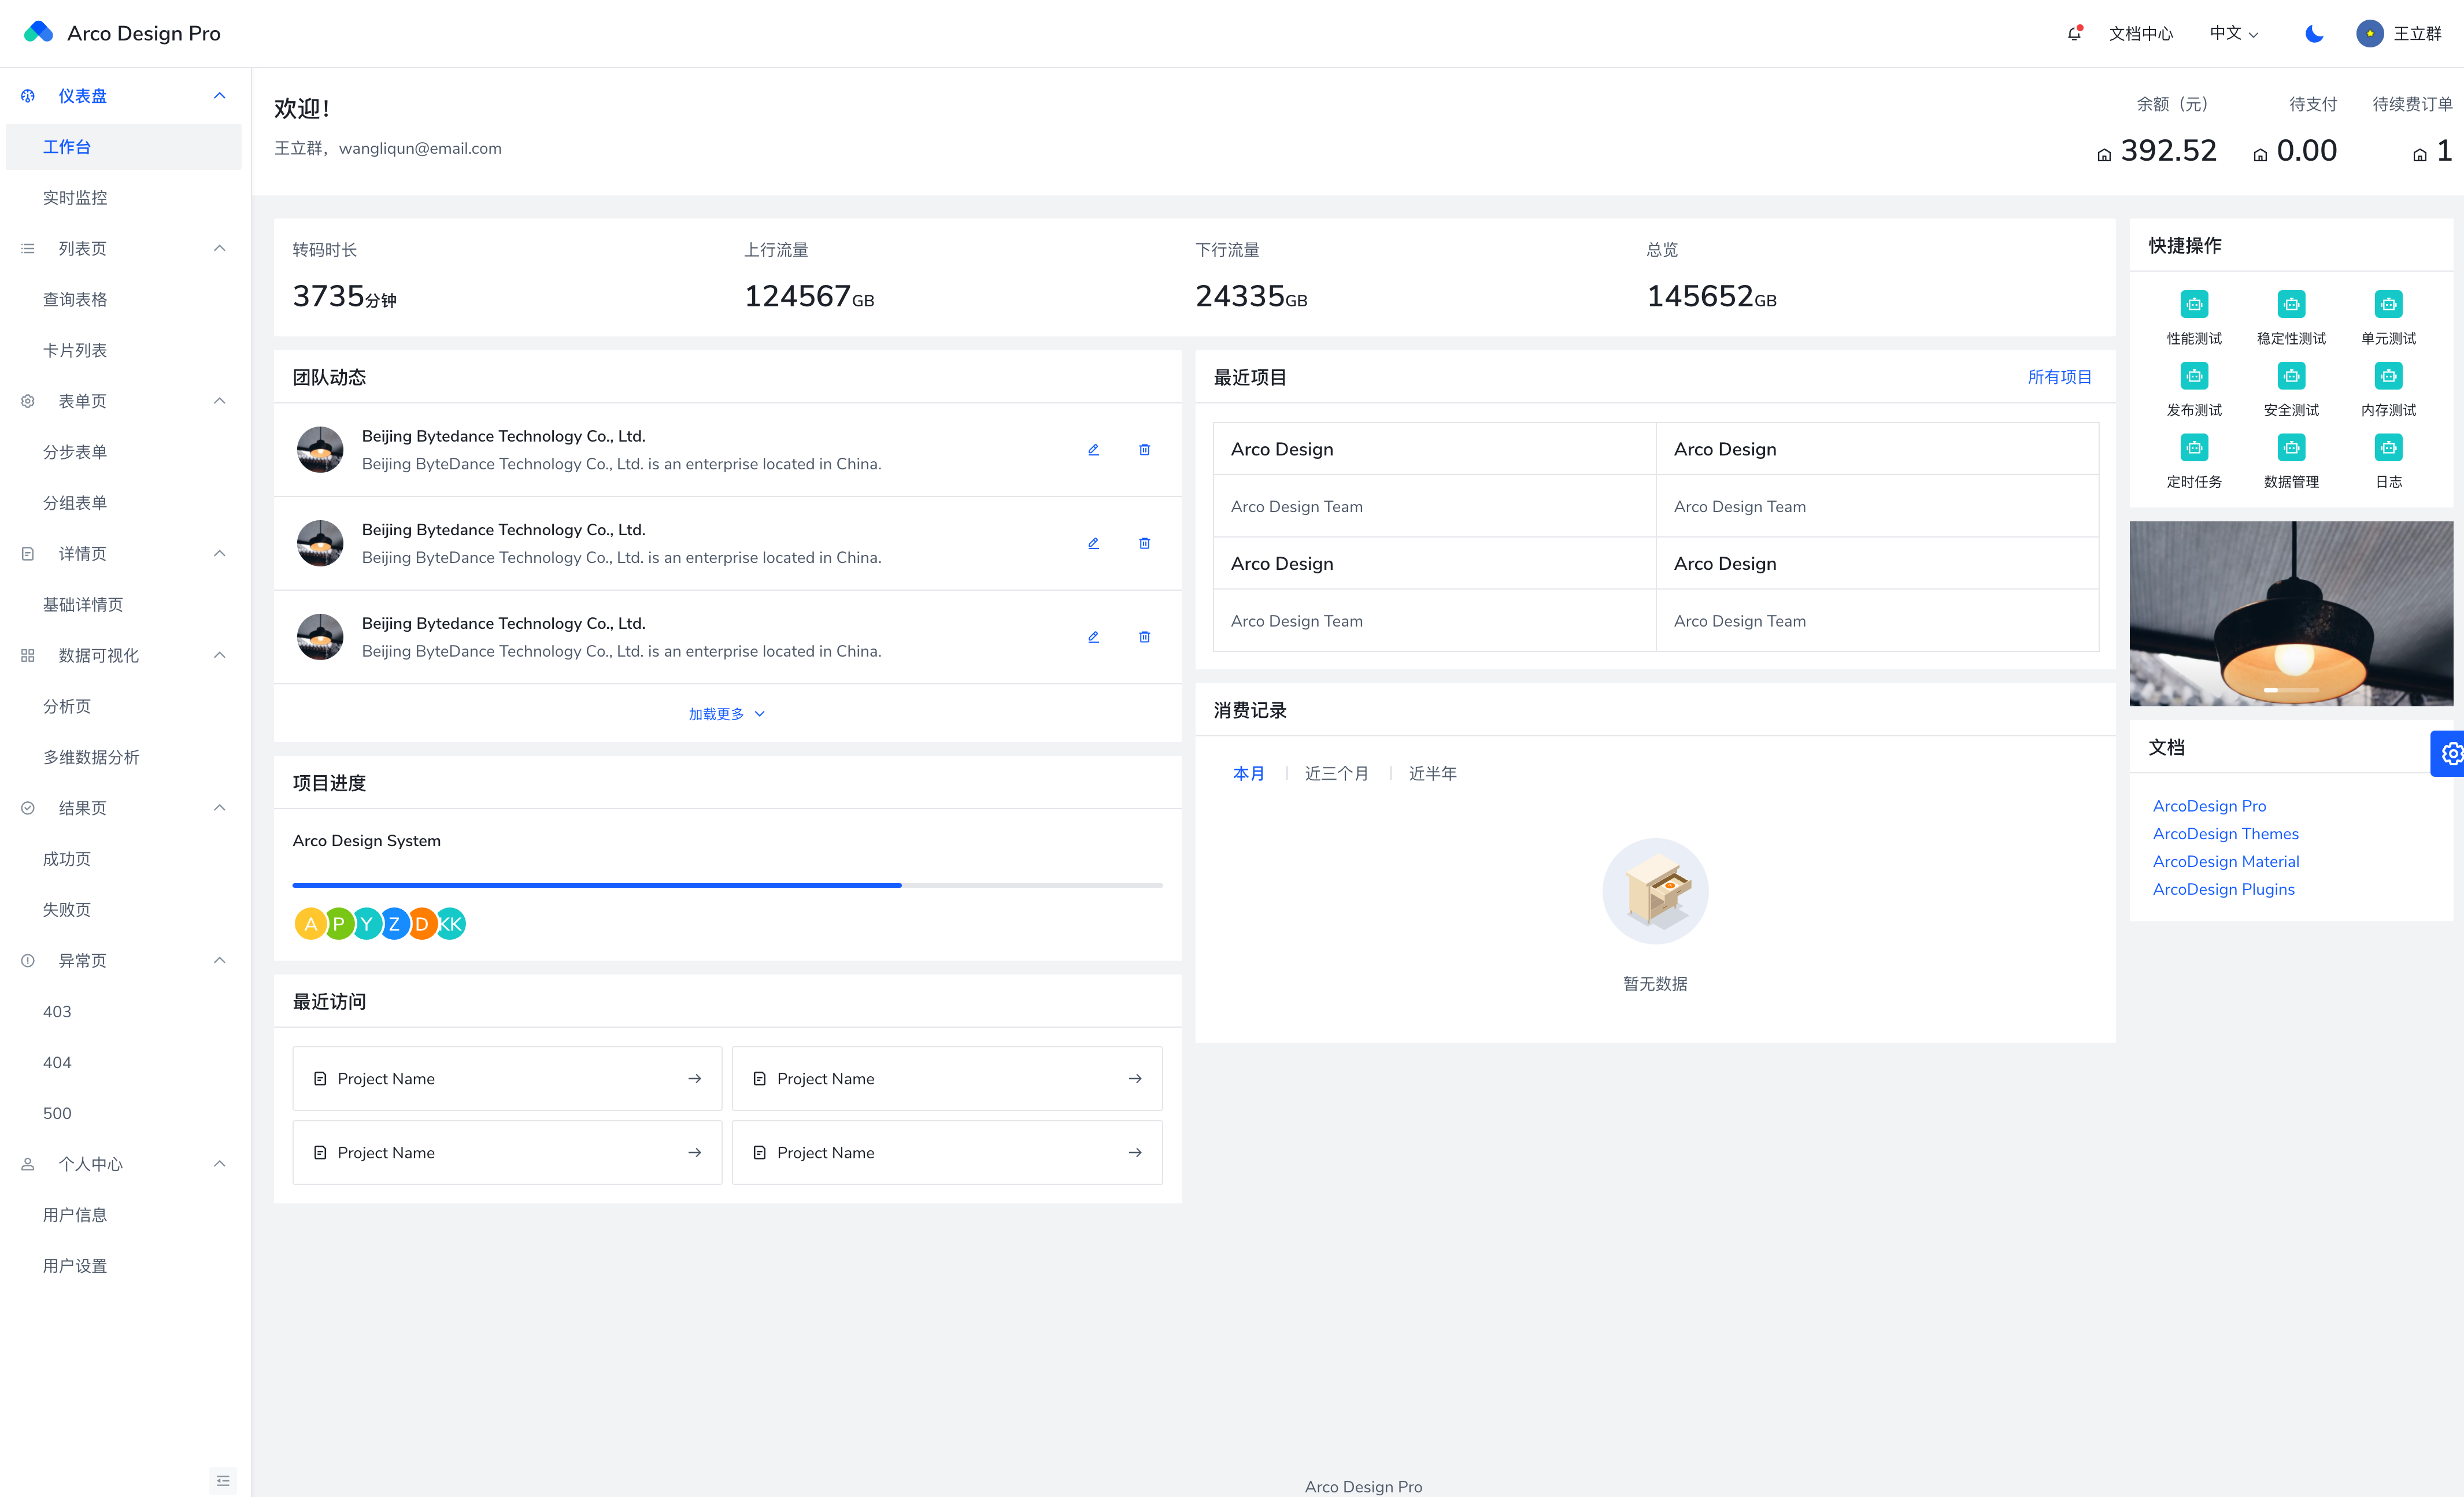 Arco Design Pro
文档中心
中文
王立群
仪表盘
工作台
实时监控
列表页
查询表格
卡片列表
表单页
分步表单
分组表单
详情页
基础详情页
数据可视化
分析页
多维数据分析
结果页
成功页
失败页
异常页
403
404
500
个人中心
用户信息
用户设置
欢迎！
王立群，wangliqun@email.com
余额（元） 待支付 待续费订单
392.52 0.00 1
转码时长 上行流量 下行流量 总览
3735分钟 124567GB 24335GB 145652GB
团队动态
Beijing Bytedance Technology Co., Ltd.
Beijing ByteDance Technology Co., Ltd. is an enterprise located in China.
Beijing Bytedance Technology Co., Ltd.
Beijing ByteDance Technology Co., Ltd. is an enterprise located in China.
Beijing Bytedance Technology Co., Ltd.
Beijing ByteDance Technology Co., Ltd. is an enterprise located in China.
加载更多
项目进度
Arco Design System
A P Y Z D KK
最近访问
Project Name Project Name
Project Name Project Name
最近项目 所有项目
Arco Design Arco Design
Arco Design Team Arco Design Team
Arco Design Arco Design
Arco Design Team Arco Design Team
消费记录
本月 近三个月 近半年
暂无数据
快捷操作
性能测试 稳定性测试 单元测试
发布测试 安全测试 内存测试
定时任务 数据管理 日志
文档
ArcoDesign Pro
ArcoDesign Themes
ArcoDesign Material
ArcoDesign Plugins
Arco Design Pro